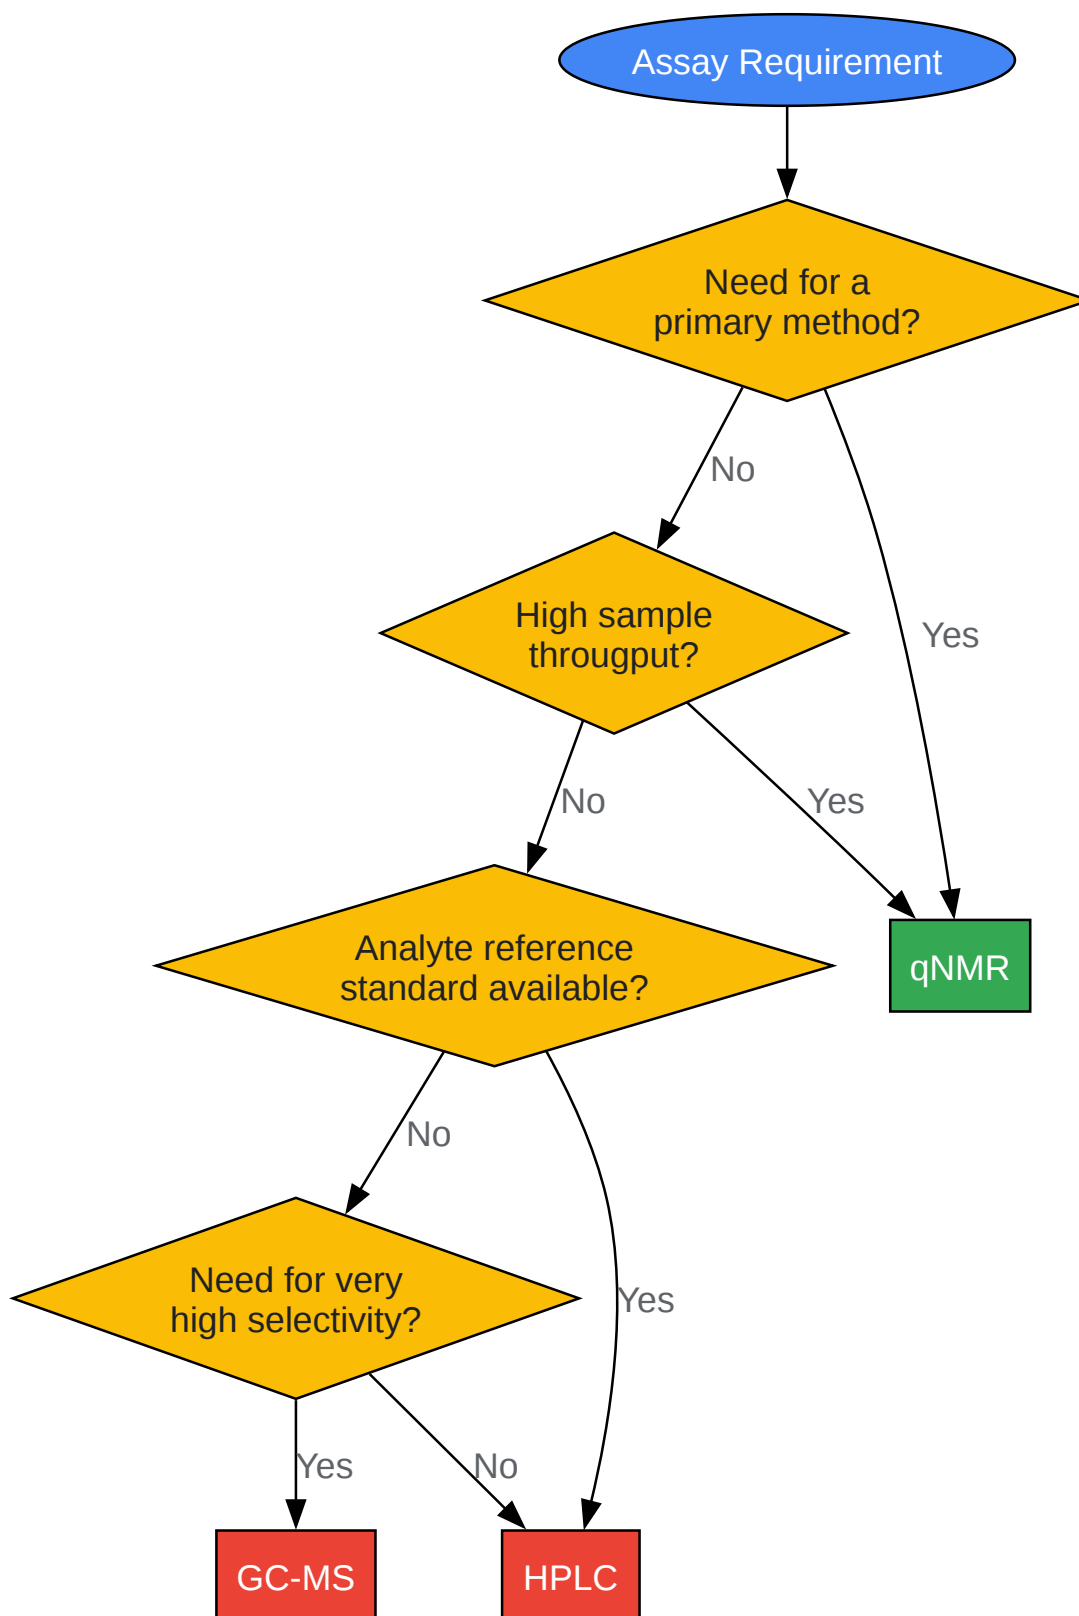 Assay Requirement
Need for a
primary method?
No
Yes
High sample
througput?
No
Yes
Analyte reference
standard available?
qNMR
No
Yes
Need for very
high selectivity?
Yes
No
GC-MS
HPLC